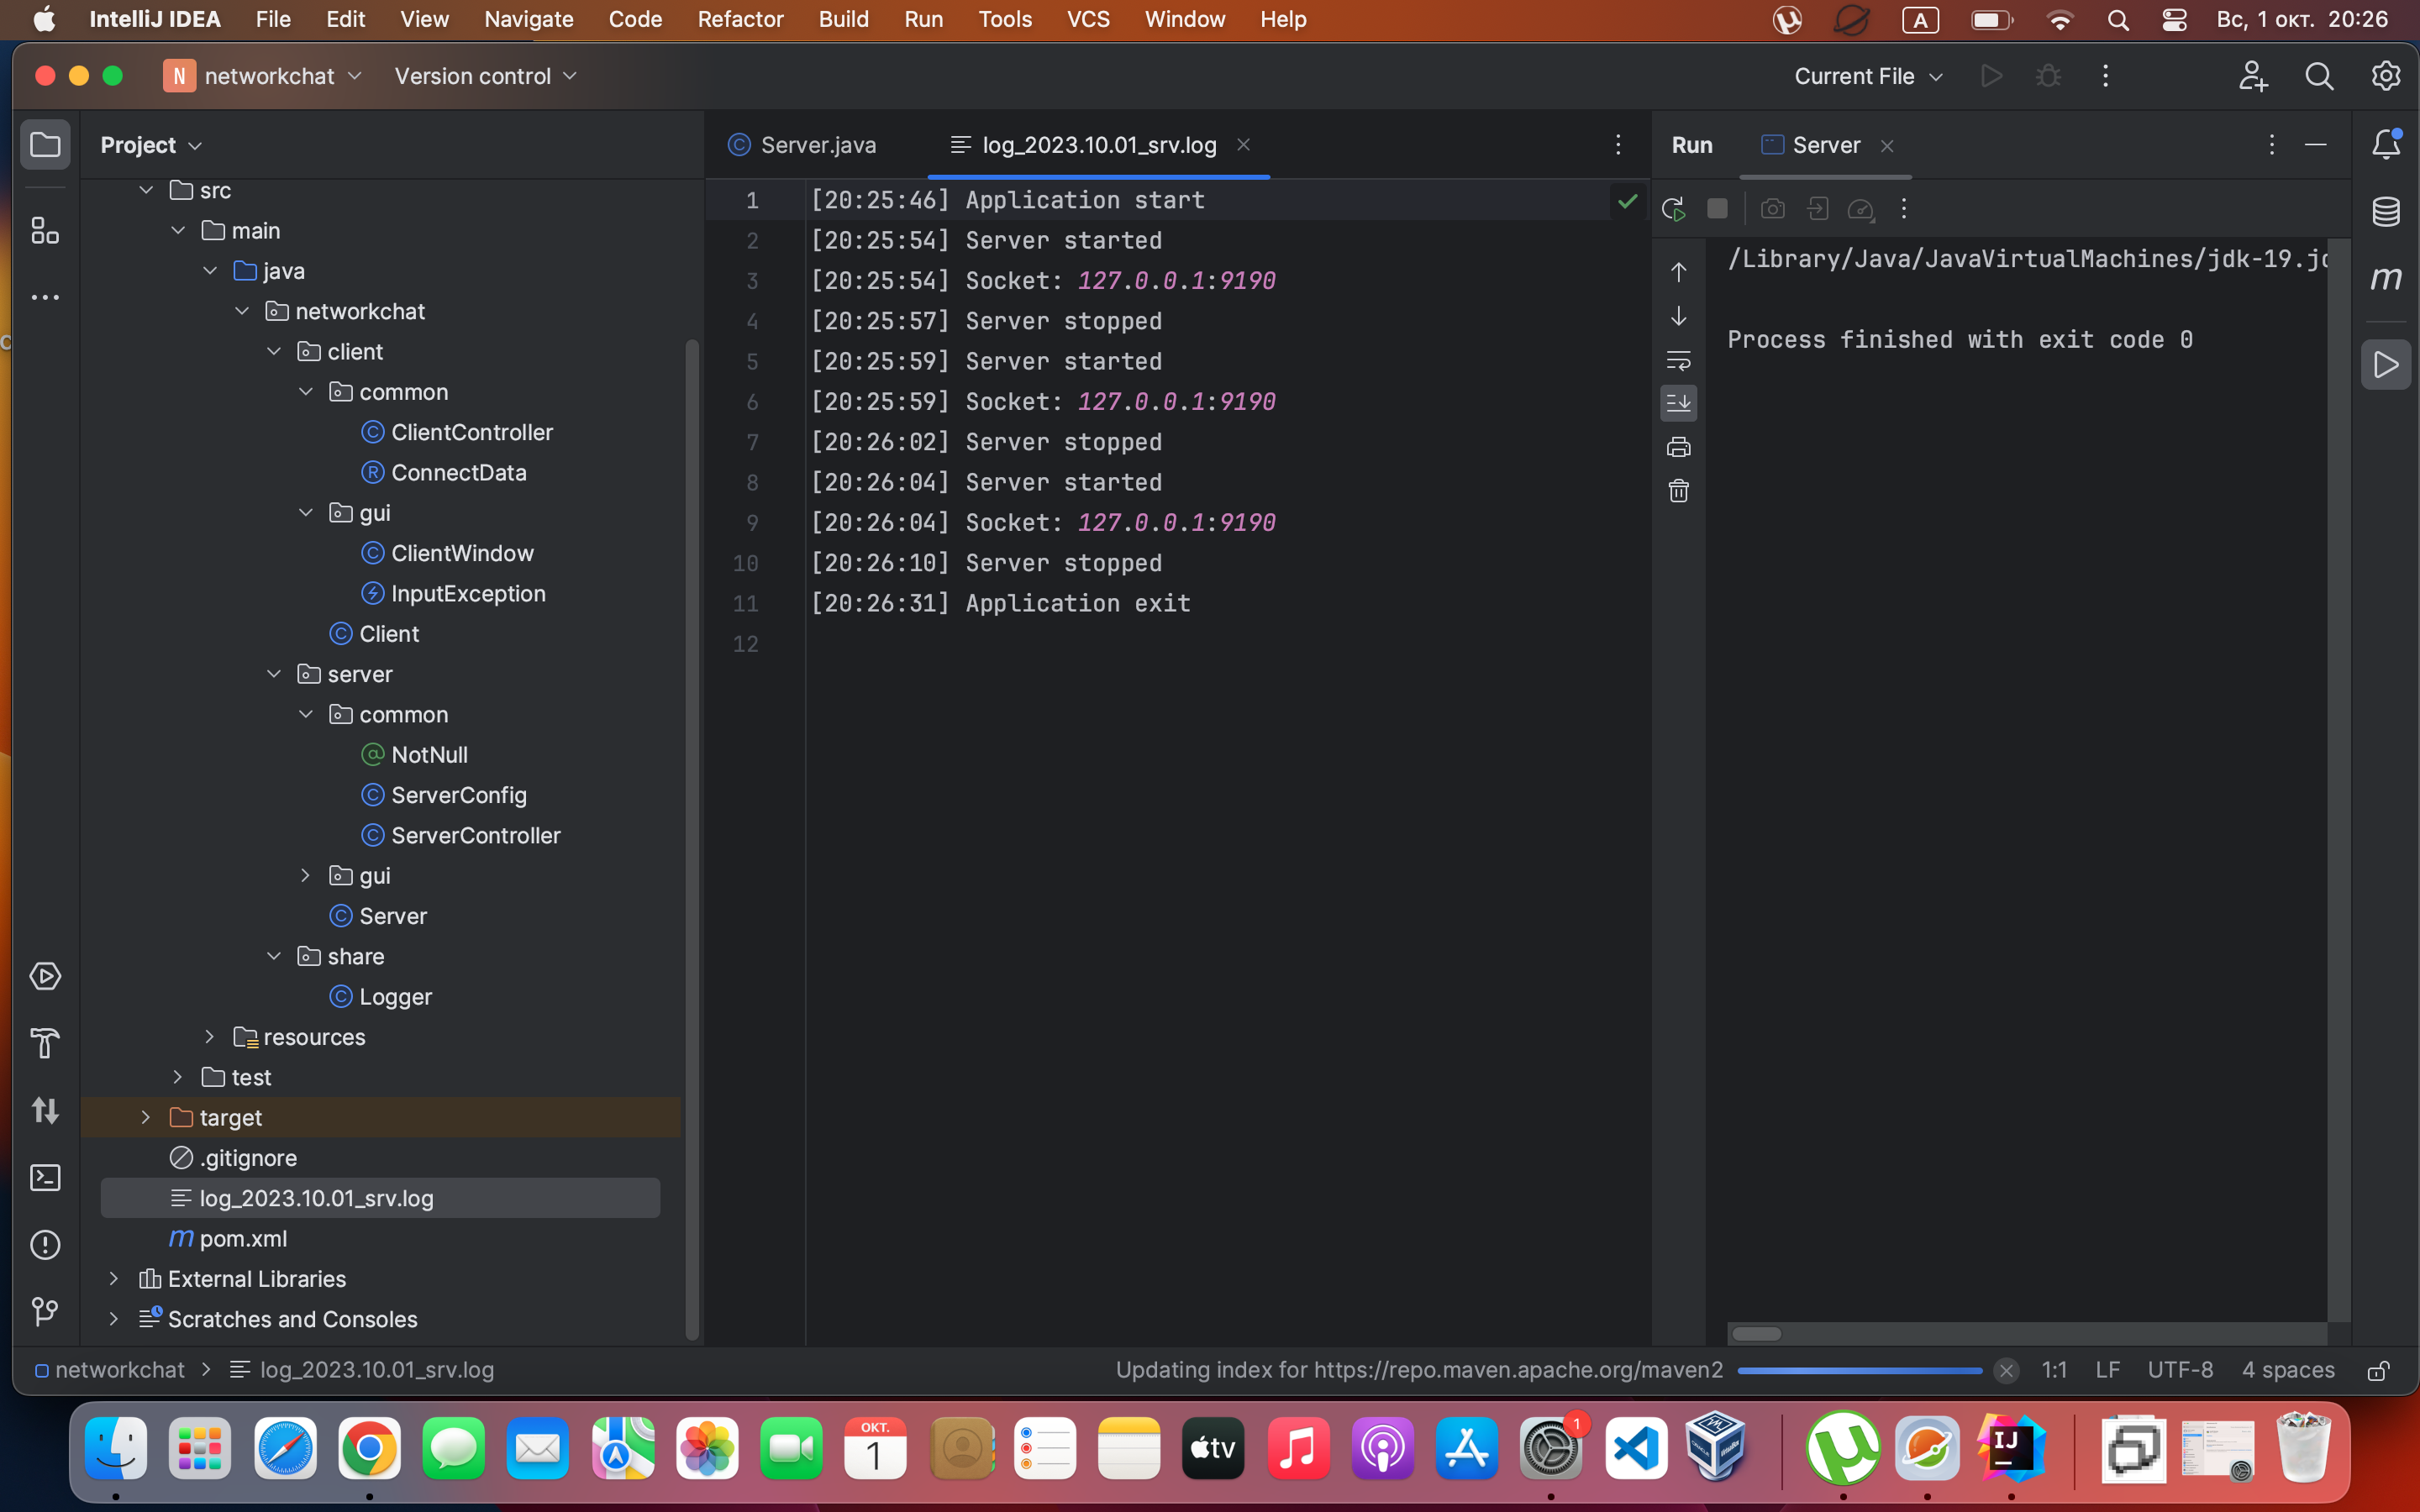 IntelliJ IDEA File Edit View Navigate Code Refactor Build Run Tools VCS Window Help A Вс, 1 окт. 20:26
N networkchat Version control Current File
Project
src
main
java
networkchat
client
common
ClientController
ConnectData
gui
ClientWindow
InputException
Client
server
common
NotNull
ServerConfig
ServerController
gui
Server
share
Logger
resources
test
target
.gitignore
log_2023.10.01_srv.log
pom.xml
External Libraries
Scratches and Consoles
Server.java log_2023.10.01_srv.log
1 [20:25:46] Application start
2 [20:25:54] Server started
3 [20:25:54] Socket: 127.0.0.1:9190
4 [20:25:57] Server stopped
5 [20:25:59] Server started
6 [20:25:59] Socket: 127.0.0.1:9190
7 [20:26:02] Server stopped
8 [20:26:04] Server started
9 [20:26:04] Socket: 127.0.0.1:9190
10 [20:26:10] Server stopped
11 [20:26:31] Application exit
12
Run Server
/Library/Java/JavaVirtualMachines/jdk-19.jd
Process finished with exit code 0
networkchat log_2023.10.01_srv.log Updating index for https://repo.maven.apache.org/maven2 1:1 LF UTF-8 4 spaces
ОКТ.
1
tv
1
IJ